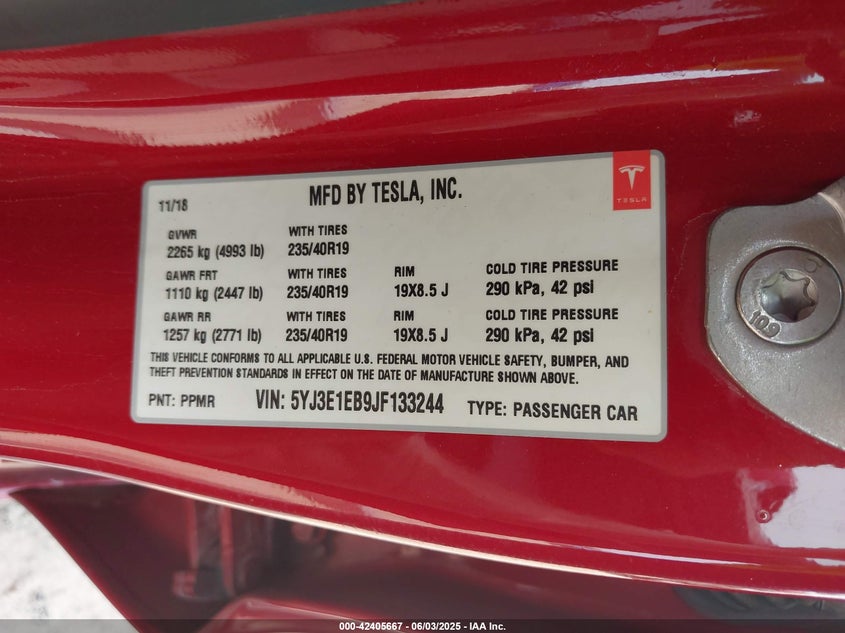 11/18
MFD BY TESLA, INC.
TESLA
GVWR
2265 kg (4993 lb)
WITH TIRES
235/40R19
GAWR FRT
1110 kg (2447 lb)
WITH TIRES
235/40R19
RIM
19X8.5 J
COLD TIRE PRESSURE
290 kPa, 42 psi
GAWR RR
1257 kg (2771 lb)
WITH TIRES
235/40R19
RIM
19X8.5 J
COLD TIRE PRESSURE
290 kPa, 42 psi
THIS VEHICLE CONFORMS TO ALL APPLICABLE U.S. FEDERAL MOTOR VEHICLE SAFETY, BUMPER, AND
THEFT PREVENTION STANDARDS IN EFFECT ON THE DATE OF MANUFACTURE SHOWN ABOVE.
PNT: PPMR
VIN: 5YJ3E1EB9JF133244
TYPE: PASSENGER CAR
10.9
000-42405667 - 06/03/2025 - IAA Inc.